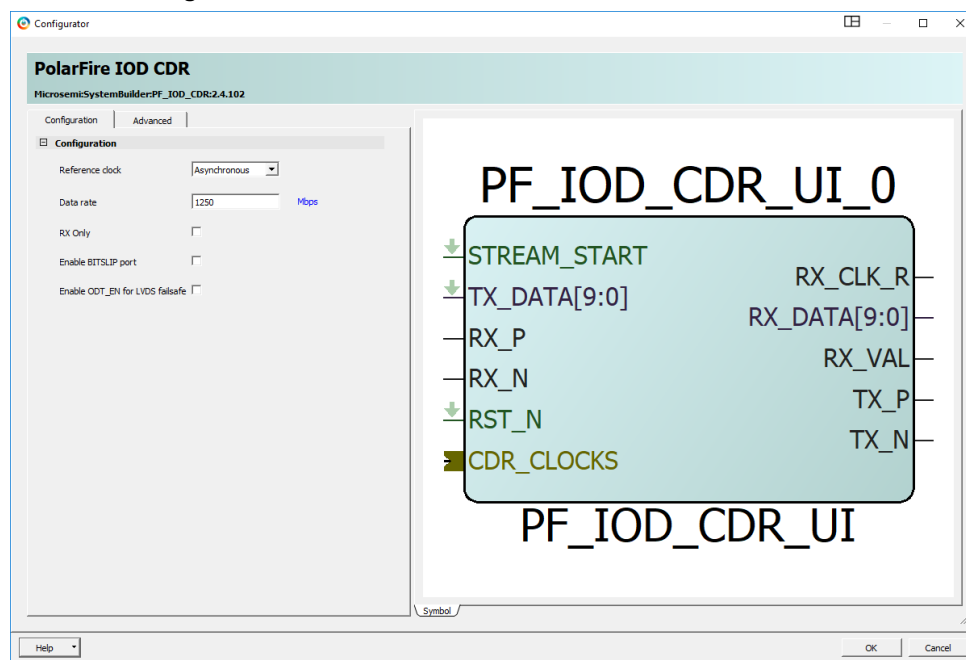 Configurator
PolarFire IOD CDR
Microsemi:SystemBuilder:PF_IOD_CDR:2.4.102
Configuration Advanced
Configuration
Reference clock Asynchronous
Data rate 1250 Mbps
RX Only
Enable BITSLIP port
Enable ODT_EN for LVDS failsafe
PF_IOD_CDR_UI_0
STREAM_START
TX_DATA[9:0]
RX_P
RX_N
RST_N
CDR_CLOCKS
RX_CLK_R
RX_DATA[9:0]
RX_VAL
TX_P
TX_N
PF_IOD_CDR_UI
Symbol
Help OK Cancel